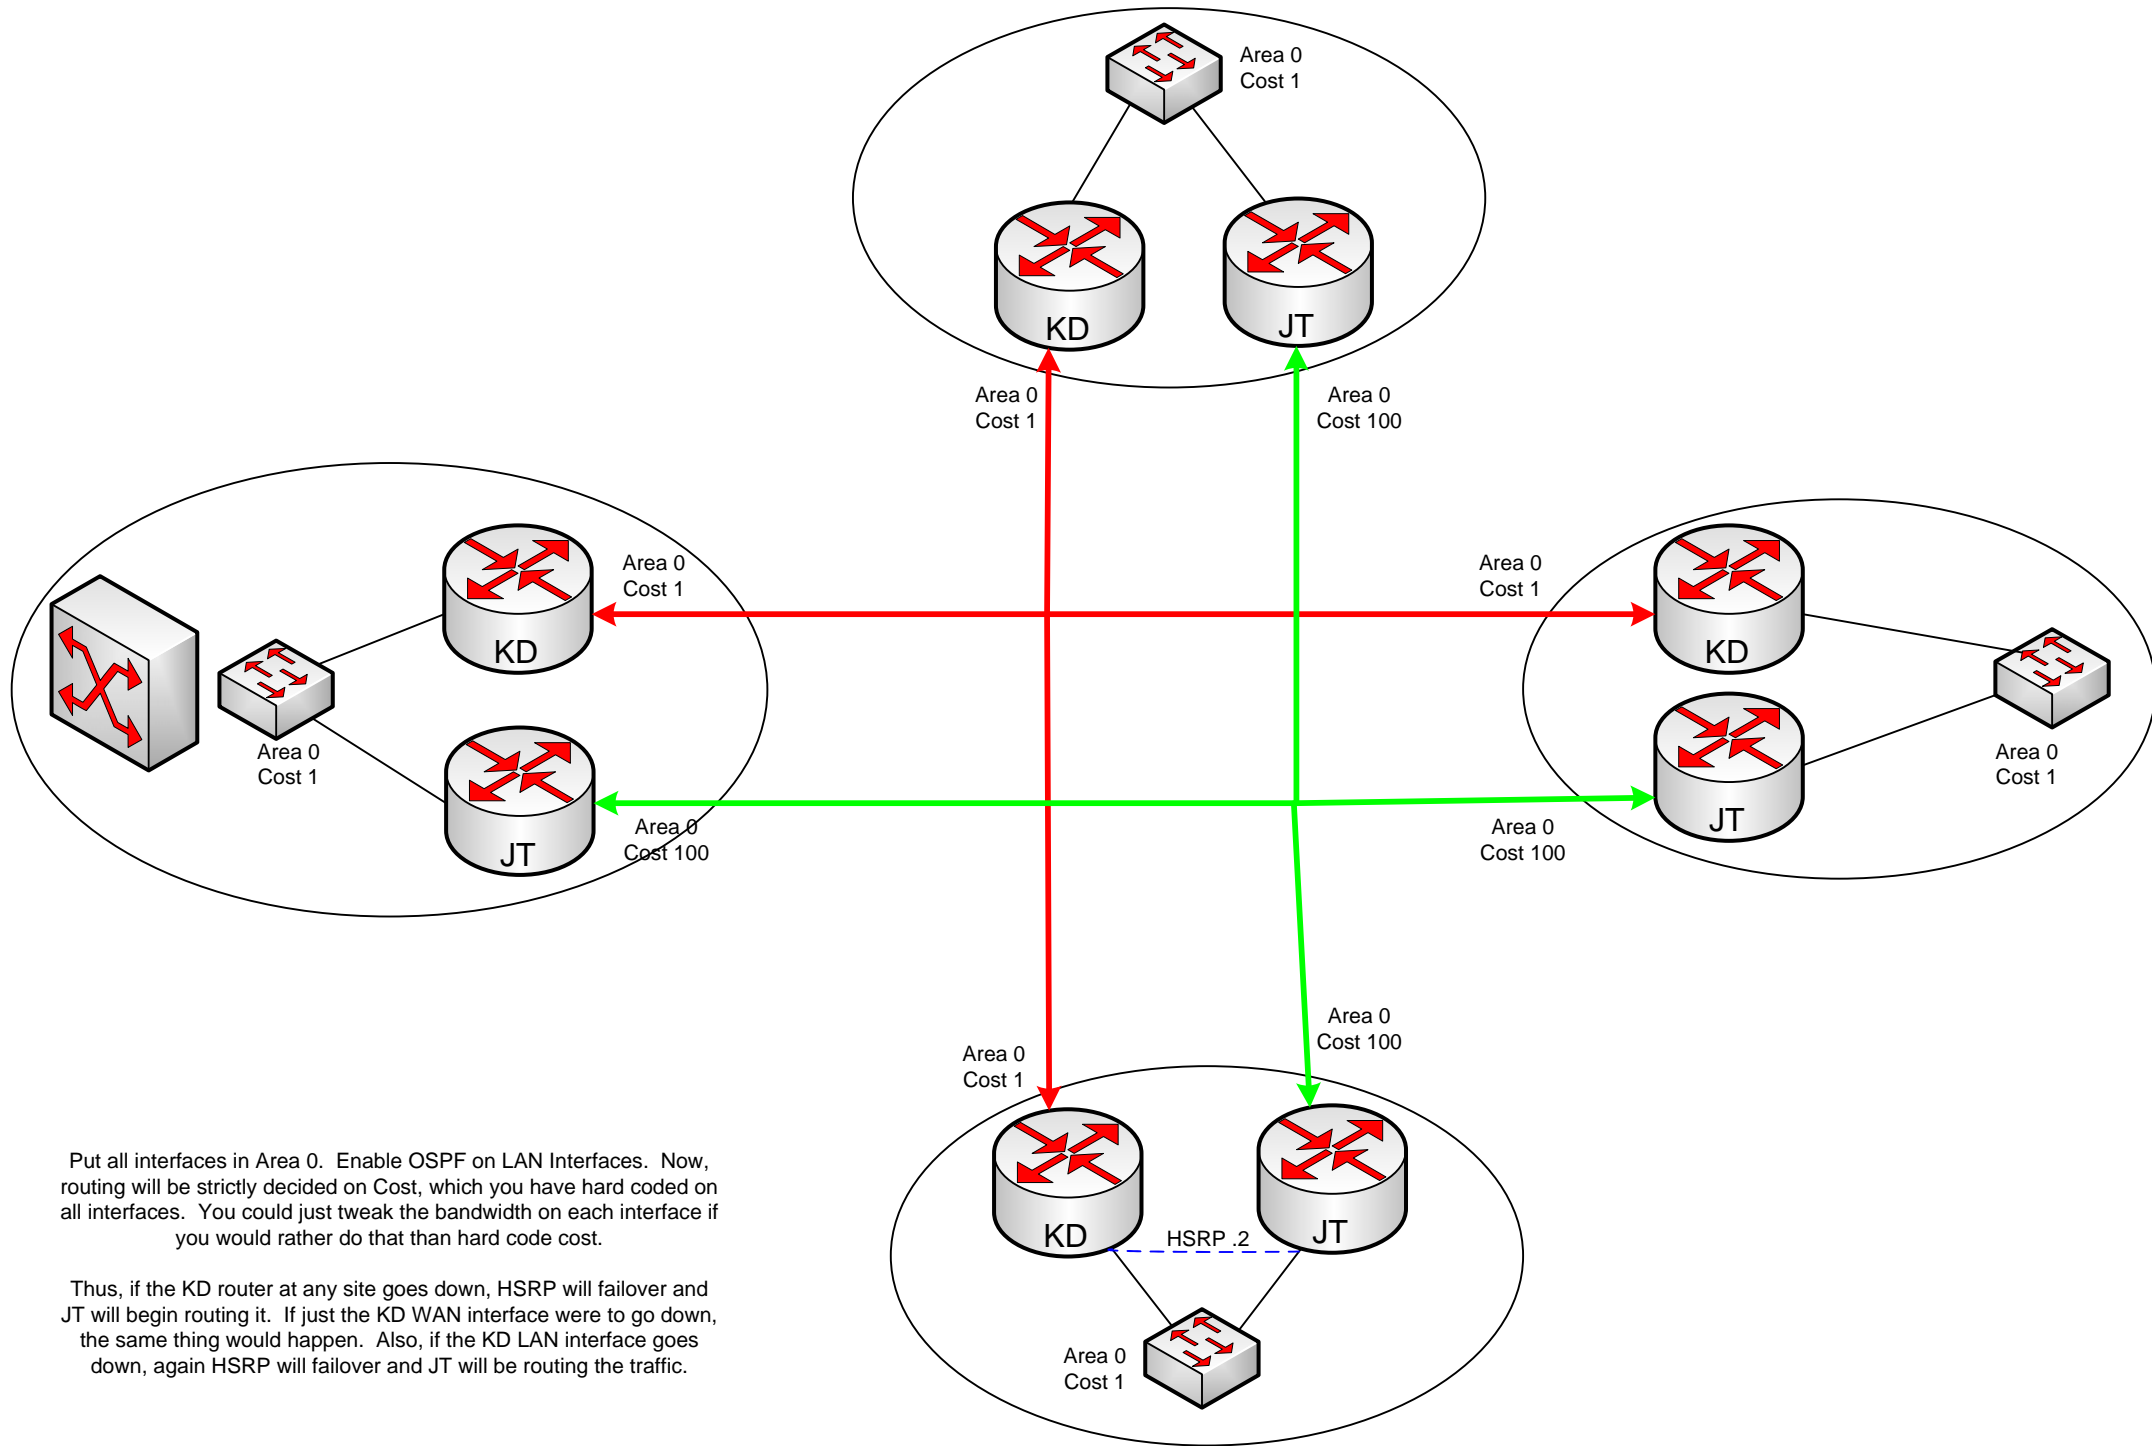 Area 0
Cost 1
KD
JT
Area 0
Cost 1
Area 0
Cost 100
Area 0
Cost 1
KD
Area 0
Cost 1
JT
Area 0
Cost 100
Area 0
Cost 1
KD
Area 0
Cost 1
JT
Area 0
Cost 100
Area 0
Cost 100
Area 0
Cost 1
KD
JT
HSRP .2
Area 0
Cost 1
Put all interfaces in Area 0. Enable OSPF on LAN Interfaces. Now,
routing will be strictly decided on Cost, which you have hard coded on
all interfaces. You could just tweak the bandwidth on each interface if
you would rather do that than hard code cost.
Thus, if the KD router at any site goes down, HSRP will failover and
JT will begin routing it. If just the KD WAN interface were to go down,
the same thing would happen. Also, if the KD LAN interface goes
down, again HSRP will failover and JT will be routing the traffic.